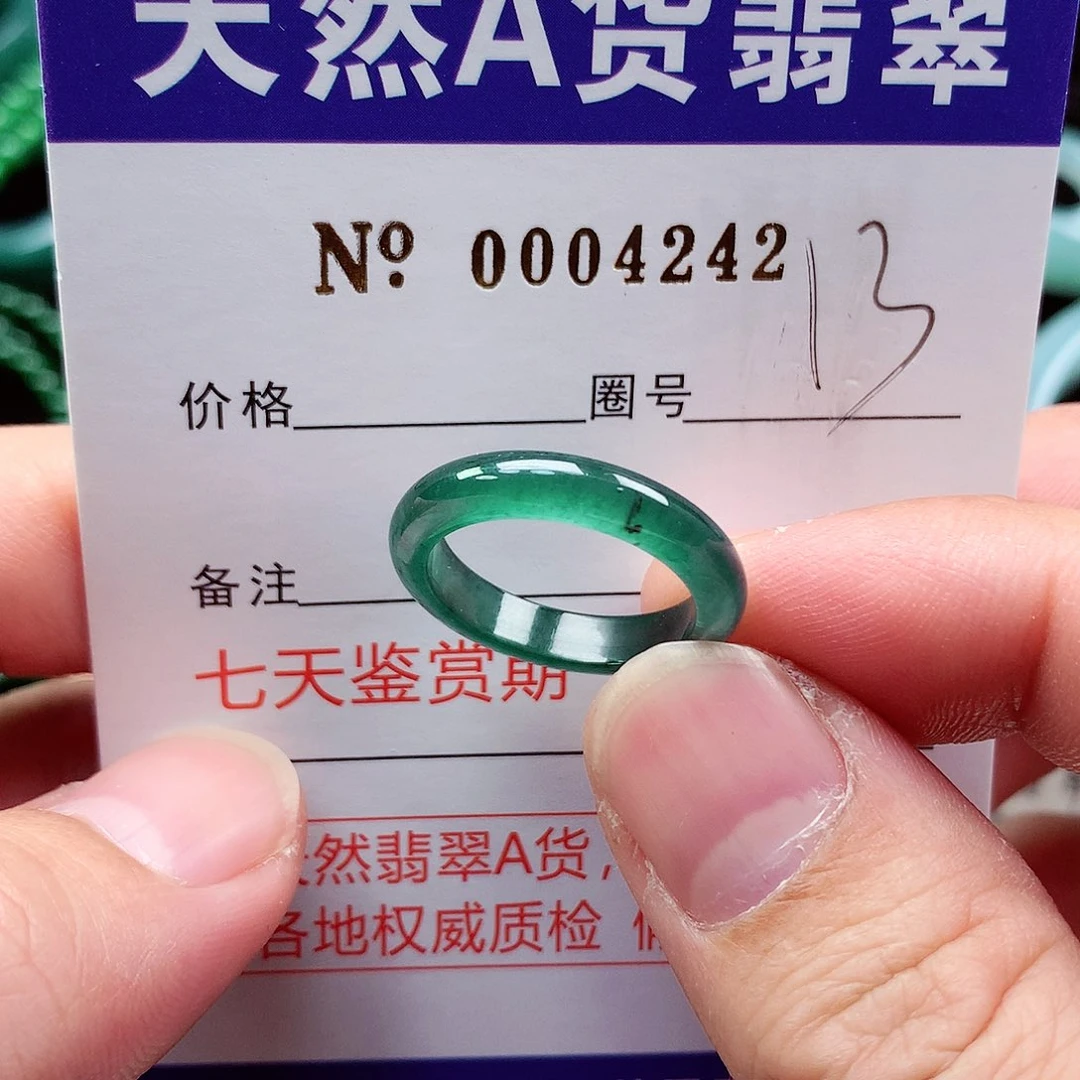 天然A货翡翠
Nº 0004242
13
价格 圈号
备注
七天鉴赏期
然翡翠A货，
各地权威质检